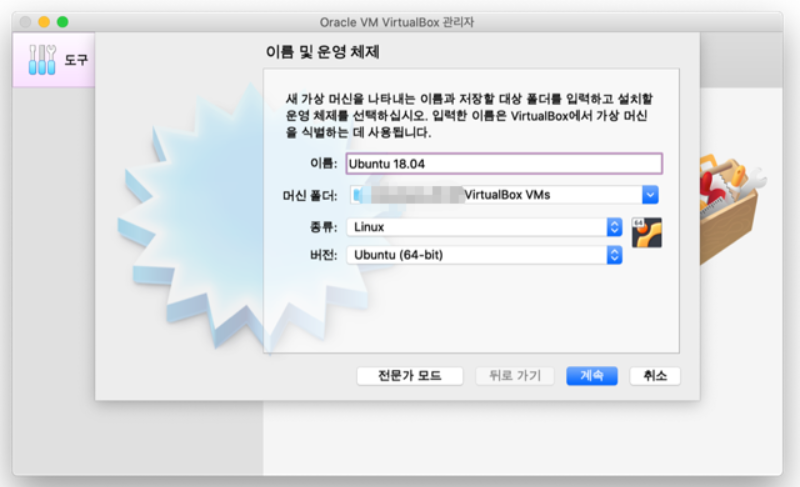 Oracle VM VirtualBox 관리자
도구
이름 및 운영 체제
새 가상 머신을 나타내는 이름과 저장할 대상 폴더를 입력하고 설치할
운영 체제를 선택하십시오. 입력한 이름은 VirtualBox에서 가상 머신
을 식별하는 데 사용됩니다.
이름: Ubuntu 18.04
머신 폴더: VirtualBox VMs
종류: Linux
64
버전: Ubuntu (64-bit)
전문가 모드 뒤로 가기 계속 취소